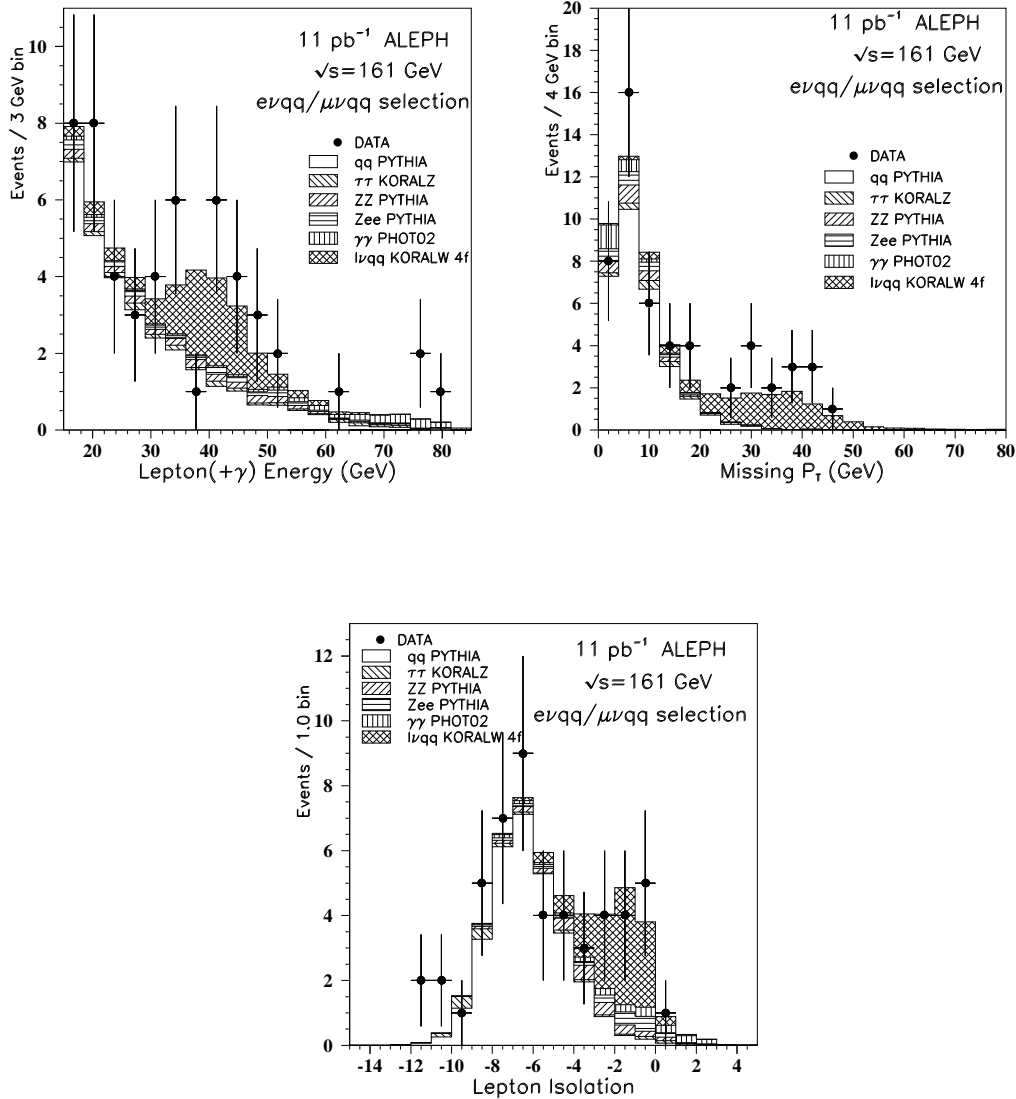 Events / 3 GeV bin
10
8
6
4
2
0
11 pb⁻¹ ALEPH
√s=161 GeV
eνqq/μνqq selection
DATA
qq PYTHIA
ττ KORALZ
ZZ PYTHIA
Zee PYTHIA
γγ PHOT02
lνqq KORALW 4f
20 40 60 80
Lepton(+γ) Energy (GeV)
Events / 4 GeV bin
20
18
16
14
12
10
8
6
4
2
0
11 pb⁻¹ ALEPH
√s=161 GeV
eνqq/μνqq selection
DATA
qq PYTHIA
ττ KORALZ
ZZ PYTHIA
Zee PYTHIA
γγ PHOT02
lνqq KORALW 4f
0 10 20 30 40 50 60 70 80
Missing P_T (GeV)
Events / 1.0 bin
12
10
8
6
4
2
0
DATA
qq PYTHIA
ττ KORALZ
ZZ PYTHIA
Zee PYTHIA
γγ PHOT02
lνqq KORALW 4f
11 pb⁻¹ ALEPH
√s=161 GeV
eνqq/μνqq selection
-14 -12 -10 -8 -6 -4 -2 0 2 4
Lepton Isolation